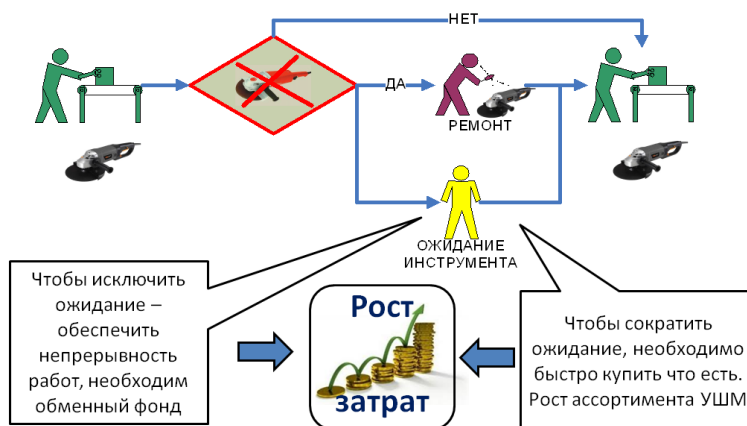 НЕТ
ДА
РЕМОНТ
ОЖИДАНИЕ
ИНСТРУМЕНТА
Чтобы исключить
ожидание –
обеспечить
непрерывность
работ, необходим
обменный фонд
Рост
затрат
Чтобы сократить
ожидание, необходимо
быстро купить что есть.
Рост ассортимента УШМ